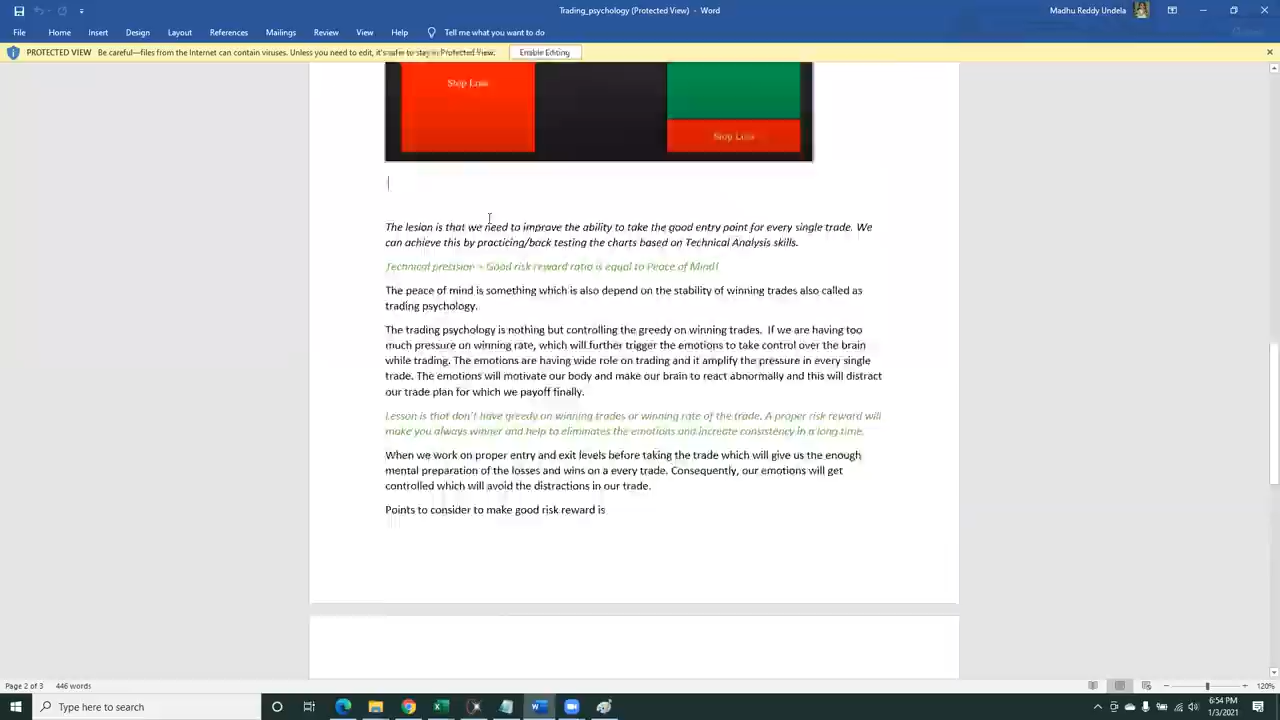 Trading_psychology (Protected View) - Word
Madhu Reddy Undela
File Home Insert Design Layout References Mailings Review View Help Tell me what you want to do
PROTECTED VIEW Be careful—files from the Internet can contain viruses. Unless you need to edit, it's safer to stay in Protected View. Enable Editing
Stop Loss
Stop Loss
The lesion is that we need to improve the ability to take the good entry point for every single trade. We
can achieve this by practicing/back testing the charts based on Technical Analysis skills.
Technical precision - Good risk reward ratio is equal to Peace of Mind!
The peace of mind is something which is also depend on the stability of winning trades also called as
trading psychology.
The trading psychology is nothing but controlling the greedy on winning trades. If we are having too
much pressure on winning rate, which will further trigger the emotions to take control over the brain
while trading. The emotions are having wide role on trading and it amplify the pressure in every single
trade. The emotions will motivate our body and make our brain to react abnormally and this will distract
our trade plan for which we payoff finally.
Lesson is that don't have greedy on winning trades or winning rate of the trade. A proper risk reward will
make you always winner and help to eliminates the emotions and increase consistency in a long time.
When we work on proper entry and exit levels before taking the trade which will give us the enough
mental preparation of the losses and wins on a every trade. Consequently, our emotions will get
controlled which will avoid the distractions in our trade.
Points to consider to make good risk reward is
Page 2 of 3 446 words
120%
Type here to search
6:54 PM
1/3/2021